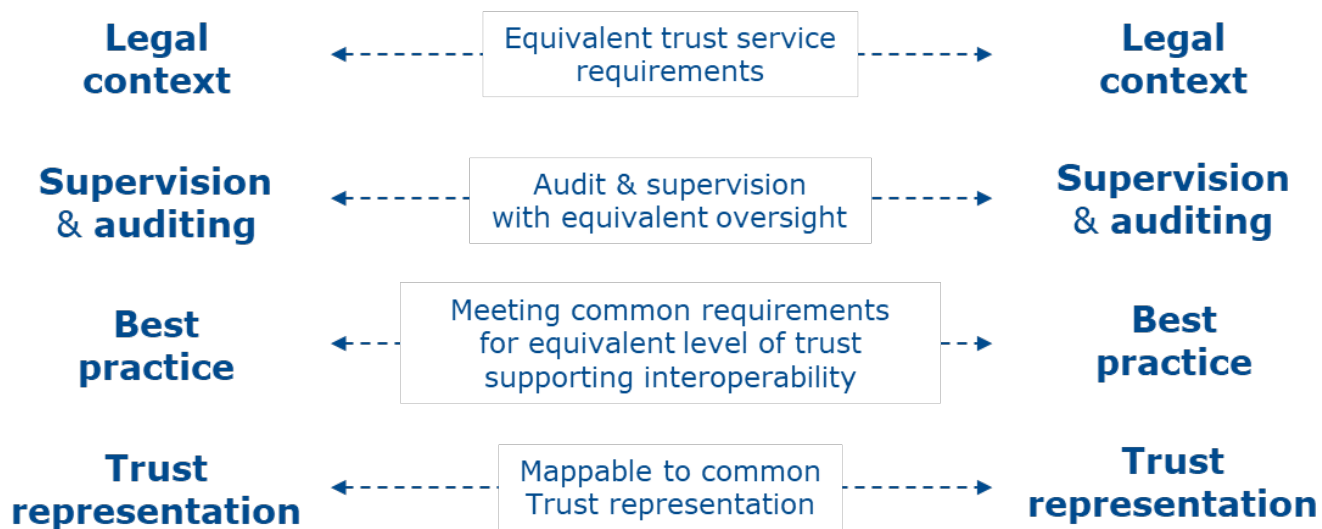 Legal
context
Equivalent trust service
requirements
Legal
context
Supervision
& auditing
Audit & supervision
with equivalent oversight
Supervision
& auditing
Best
practice
Meeting common requirements
for equivalent level of trust
supporting interoperability
Best
practice
Trust
representation
Mappable to common
Trust representation
Trust
representation